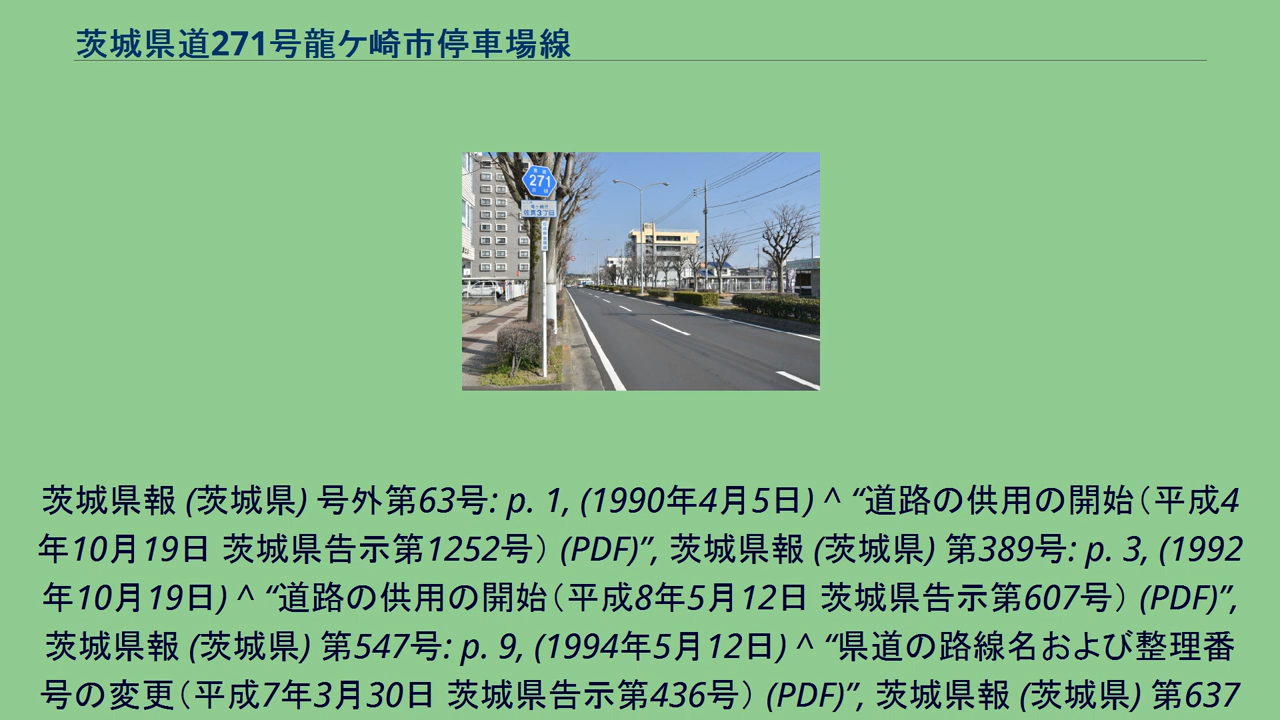 茨城県道271号龍ケ崎市停車場線
271
佐貫3丁目
茨城県報 (茨城県) 号外第63号: p. 1, (1990年4月5日) ^ “道路の供用の開始（平成4
年10月19日 茨城県告示第1252号） (PDF)”, 茨城県報 (茨城県) 第389号: p. 3, (1992
年10月19日) ^ “道路の供用の開始（平成8年5月12日 茨城県告示第607号） (PDF)”,
茨城県報 (茨城県) 第547号: p. 9, (1994年5月12日) ^ “県道の路線名および整理番
号の変更（平成7年3月30日 茨城県告示第436号） (PDF)”, 茨城県報 (茨城県) 第637